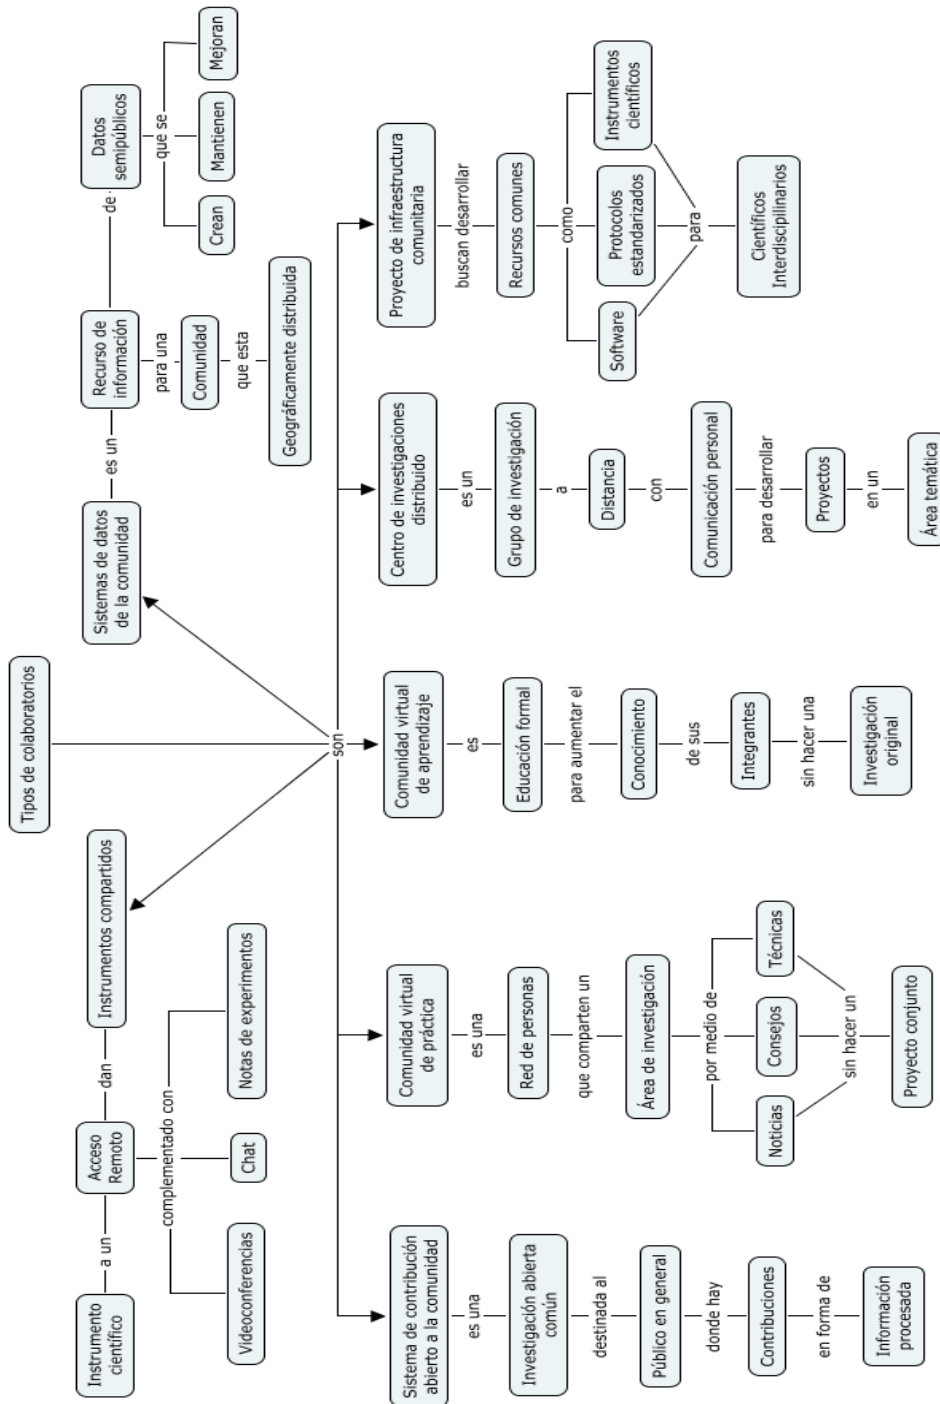 Tipos de colaboratorios
Instrumento
científico
a un
Acceso
Remoto
dan
Instrumentos compartidos
complementado con
Videoconferencias
Chat
Notas de experimentos
Sistemas de datos
de la comunidad
es un
Recurso de
información
de
Datos
semipúblicos
que se
Crean
Mantienen
Mejoran
para una
Comunidad
que esta
Geográficamente distribuida
son
Sistema de contribución
abierto a la comunidad
es una
Investigación abierta
común
destinada al
Público en general
donde hay
Contribuciones
en forma de
Información
procesada
Comunidad virtual
de práctica
es una
Red de personas
que comparten un
Área de investigación
por medio de
Noticias
Consejos
Técnicas
sin hacer un
Proyecto conjunto
Comunidad virtual
de aprendizaje
es
Educación formal
para aumentar el
Conocimiento
de sus
Integrantes
sin hacer una
Investigación
original
Centro de investigaciones
distribuido
es un
Grupo de investigación
a
Distancia
con
Comunicación personal
para desarrollar
Proyectos
en un
Área temática
Proyecto de infraestructura
comunitaria
buscan desarrollar
Recursos comunes
como
Software
Protocolos
estandarizados
Instrumentos
científicos
para
Científicos
Interdisciplinarios